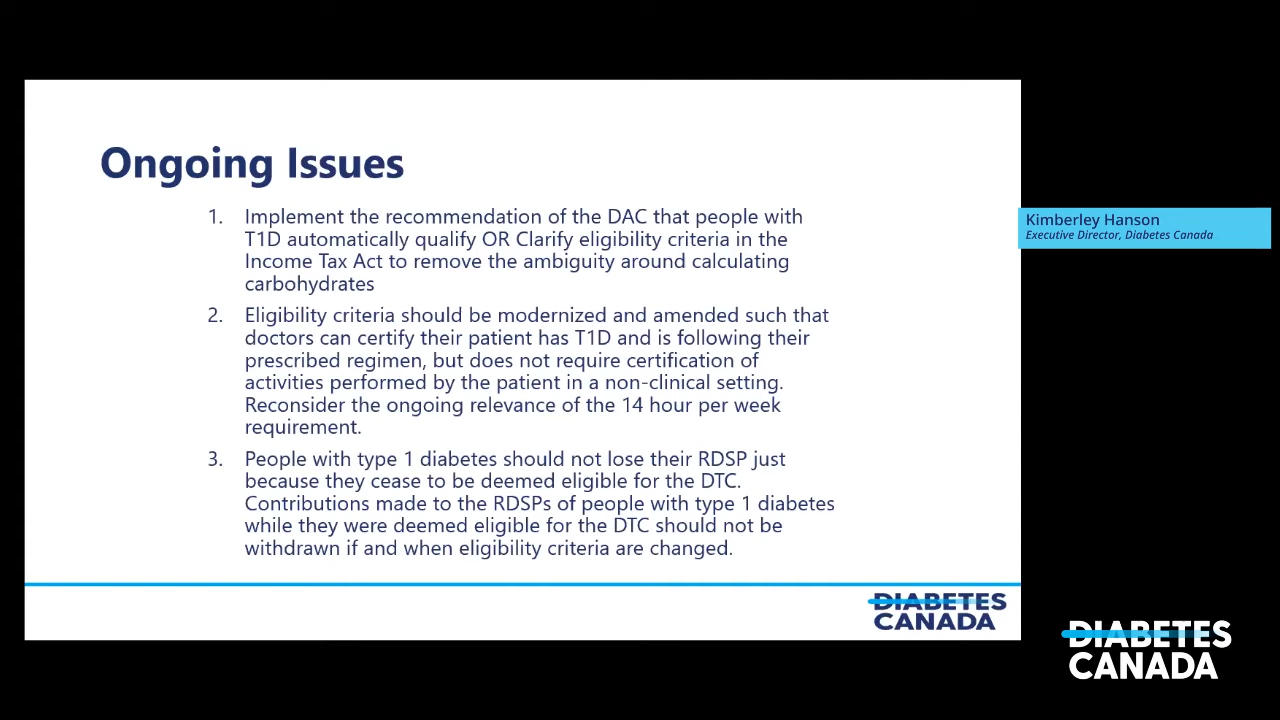 Ongoing Issues
1. Implement the recommendation of the DAC that people with
T1D automatically qualify OR Clarify eligibility criteria in the
Income Tax Act to remove the ambiguity around calculating
carbohydrates
2. Eligibility criteria should be modernized and amended such that
doctors can certify their patient has T1D and is following their
prescribed regimen, but does not require certification of
activities performed by the patient in a non-clinical setting.
Reconsider the ongoing relevance of the 14 hour per week
requirement.
3. People with type 1 diabetes should not lose their RDSP just
because they cease to be deemed eligible for the DTC.
Contributions made to the RDSPs of people with type 1 diabetes
while they were deemed eligible for the DTC should not be
withdrawn if and when eligibility criteria are changed.
DIABETES
CANADA
Kimberley Hanson
Executive Director, Diabetes Canada
DIABETES
CANADA